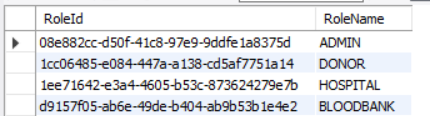 RoleId RoleName
08e882cc-d50f-41c8-97e9-9ddfe1a8375d ADMIN
1cc06485-e084-447a-a138-cd5af7751a14 DONOR
1ee71642-e3a4-4605-b53c-873624279e7b HOSPITAL
d9157f05-ab6e-49de-b404-ab9b53b1e4e2 BLOODBANK